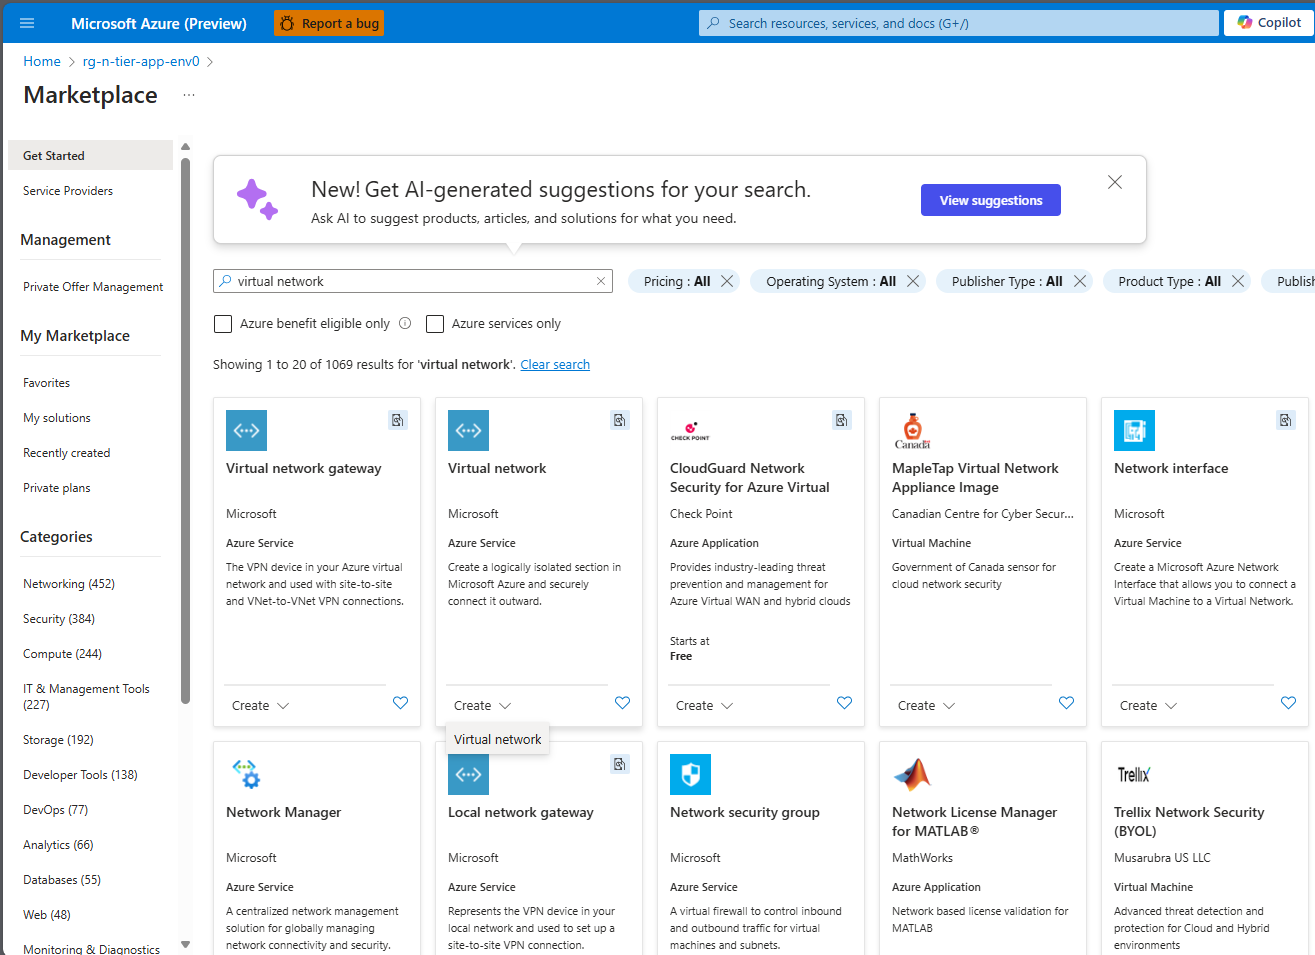 Microsoft Azure (Preview)
Report a bug
Search resources, services, and docs (G+/)
Copilot
Home > rg-n-tier-app-env0 >
Marketplace ...
Get Started
Service Providers
Management
Private Offer Management
My Marketplace
Favorites
My solutions
Recently created
Private plans
Categories
Networking (452)
Security (384)
Compute (244)
IT & Management Tools
(227)
Storage (192)
Developer Tools (138)
DevOps (77)
Analytics (66)
Databases (55)
Web (48)
Monitoring & Diagnostics
New! Get AI-generated suggestions for your search.
Ask AI to suggest products, articles, and solutions for what you need.
View suggestions
virtual network
Pricing : All
Operating System : All
Publisher Type : All
Product Type : All
Publish
Azure benefit eligible only
Azure services only
Showing 1 to 20 of 1069 results for 'virtual network'. Clear search
Virtual network gateway
Microsoft
Azure Service
The VPN device in your Azure virtual
network and used with site-to-site
and VNet-to-VNet VPN connections.
Create
Virtual network
Microsoft
Azure Service
Create a logically isolated section in
Microsoft Azure and securely
connect it outward.
Create
Virtual network
CHECK POINT
CloudGuard Network
Security for Azure Virtual
Check Point
Azure Application
Provides industry-leading threat
prevention and management for
Azure Virtual WAN and hybrid clouds
Starts at
Free
Create
Canada
MapleTap Virtual Network
Appliance Image
Canadian Centre for Cyber Secur...
Virtual Machine
Government of Canada sensor for
cloud network security
Create
Network interface
Microsoft
Azure Service
Create a Microsoft Azure Network
Interface that allows you to connect a
Virtual Machine to a Virtual Network.
Create
Network Manager
Microsoft
Azure Service
A centralized network management
solution for globally managing
network connectivity and security.
Local network gateway
Microsoft
Azure Service
Represents the VPN device in your
local network and used to set up a
site-to-site VPN connection.
Network security group
Microsoft
Azure Service
A virtual firewall to control inbound
and outbound traffic for virtual
machines and subnets.
Network License Manager
for MATLAB®
MathWorks
Azure Application
Network based license validation for
MATLAB
Trellix
Trellix Network Security
(BYOL)
Musarubra US LLC
Virtual Machine
Advanced threat detection and
protection for Cloud and Hybrid
environments